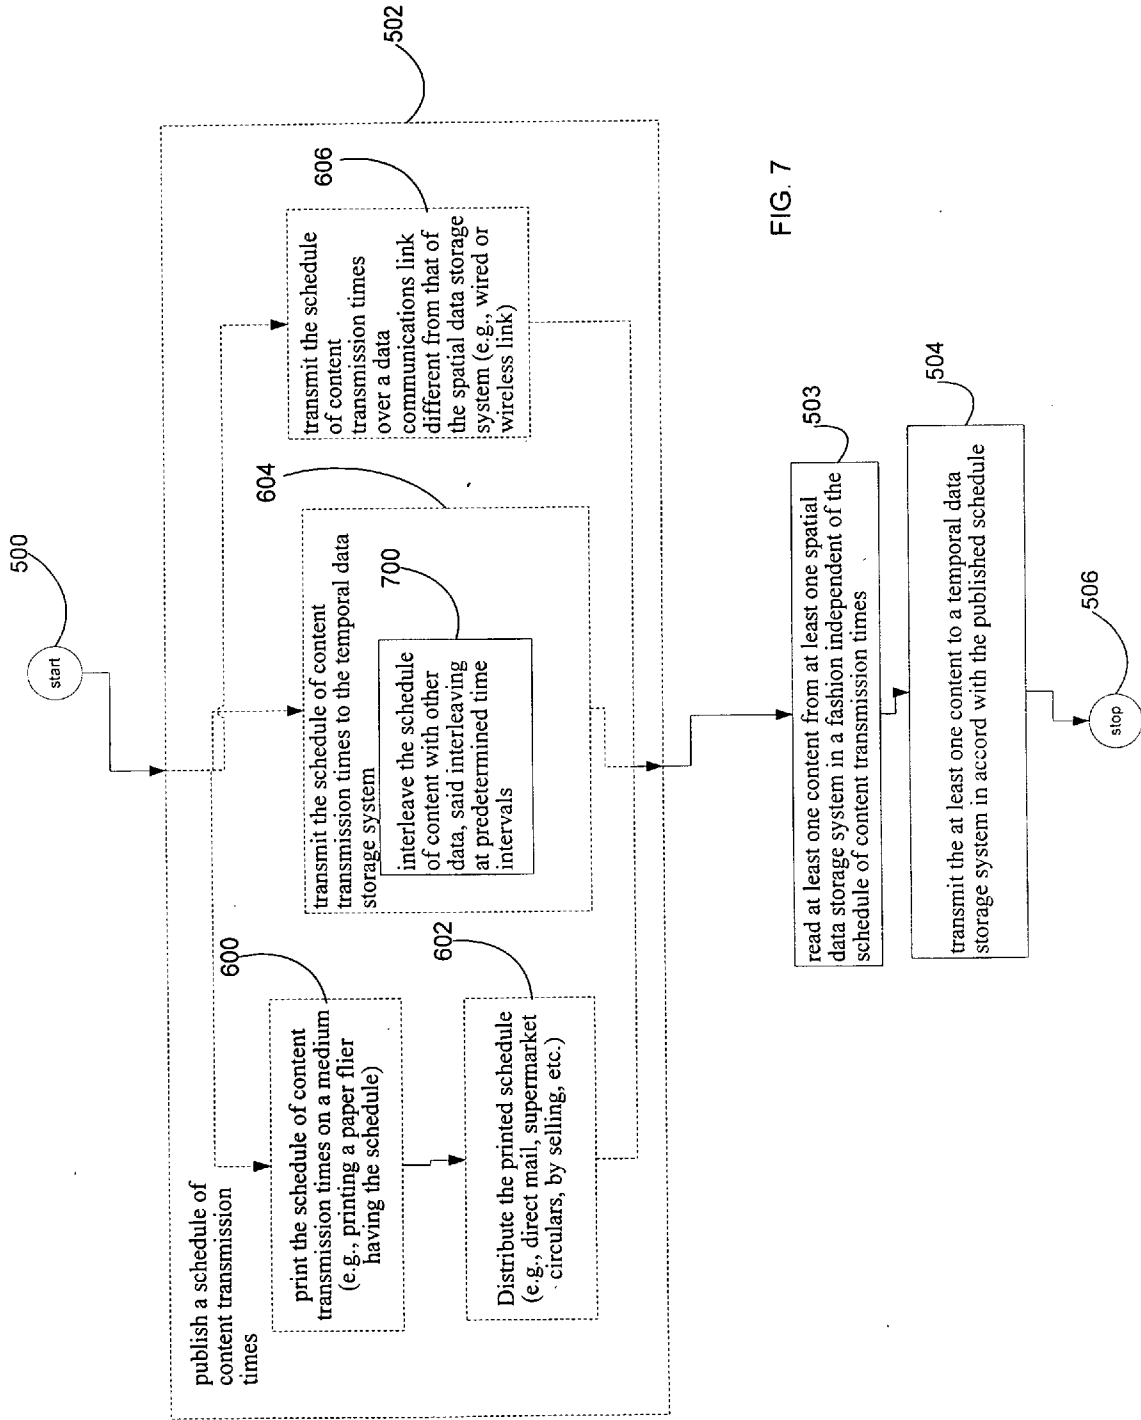 500
start
502
publish a schedule of
content transmission
times
600
print the schedule of content
transmission times on a medium
(e.g., printing a paper flier
having the schedule)
602
Distribute the printed schedule
(e.g., direct mail, supermarket
circulars, by selling, etc.)
604
transmit the schedule of content
transmission times to the temporal data
storage system
700
interleave the schedule
of content with other
data, said interleaving
at predetermined time
intervals
606
transmit the schedule
of content
transmission times
over a data
communications link
different from that of
the spatial data storage
system (e.g., wired or
wireless link)
503
read at least one content from at least one spatial
data storage system in a fashion independent of the
schedule of content transmission times
504
transmit the at least one content to a temporal data
storage system in accord with the published schedule
506
stop
FIG. 7